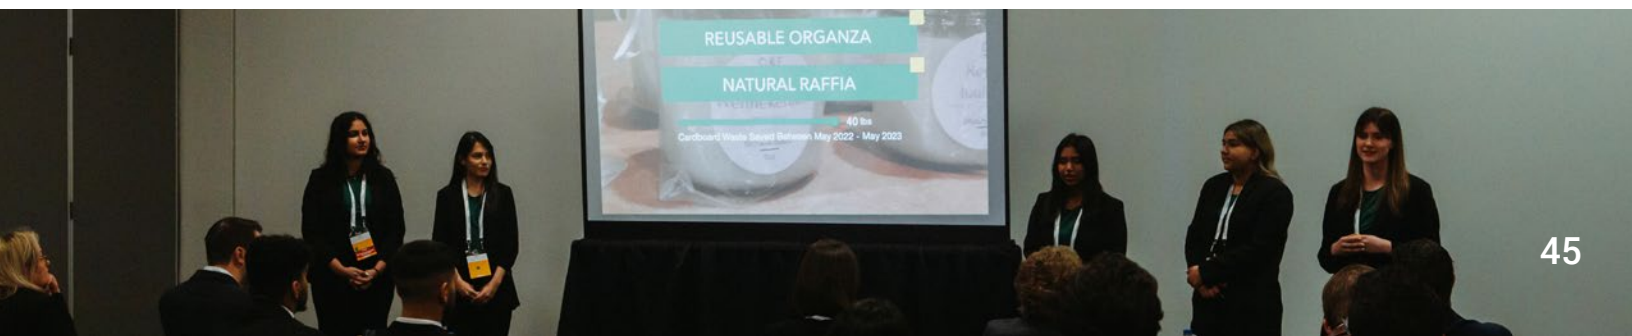 REUSABLE ORGANZA
NATURAL RAFFIA
40 lbs
Cardboard Waste Saved Between May 2022 - May 2023
45